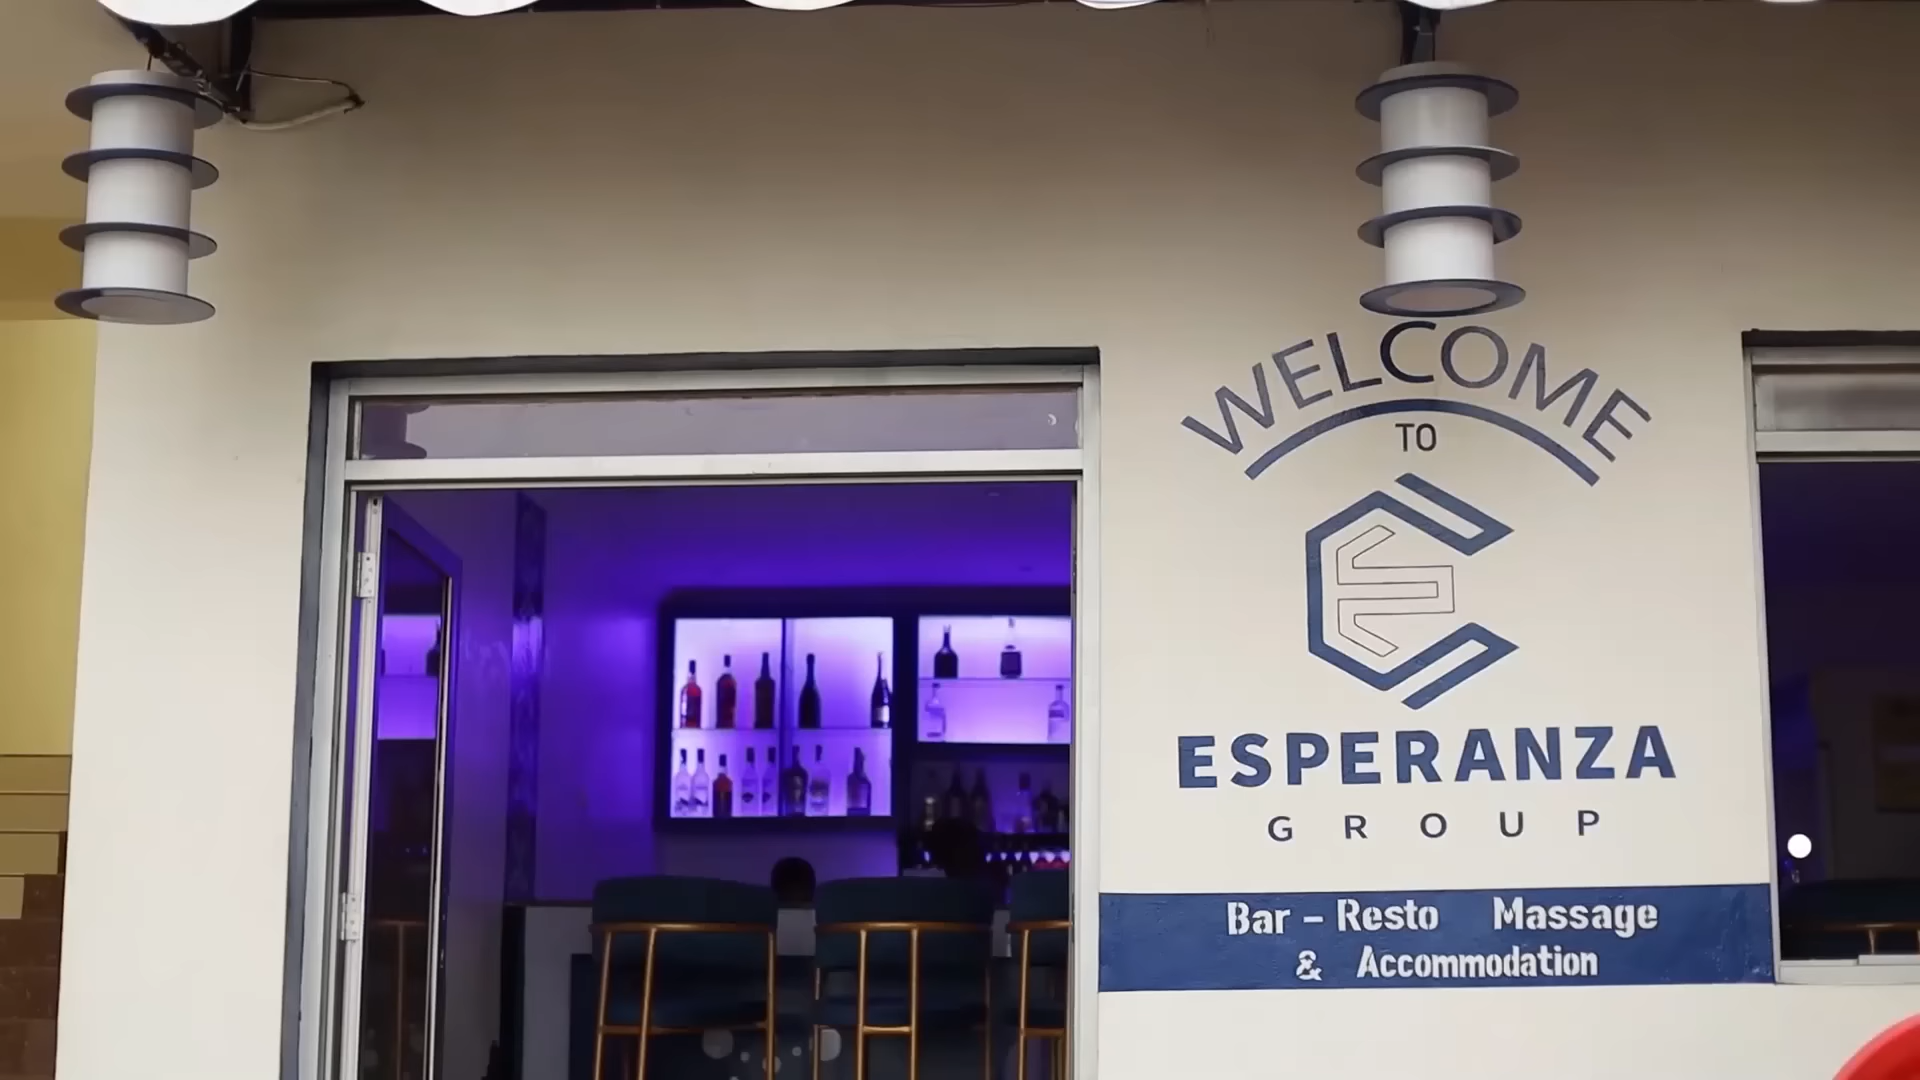 WELCOME
TO
ESPERANZA
GROUP
Bar - Resto Massage
& Accommodation